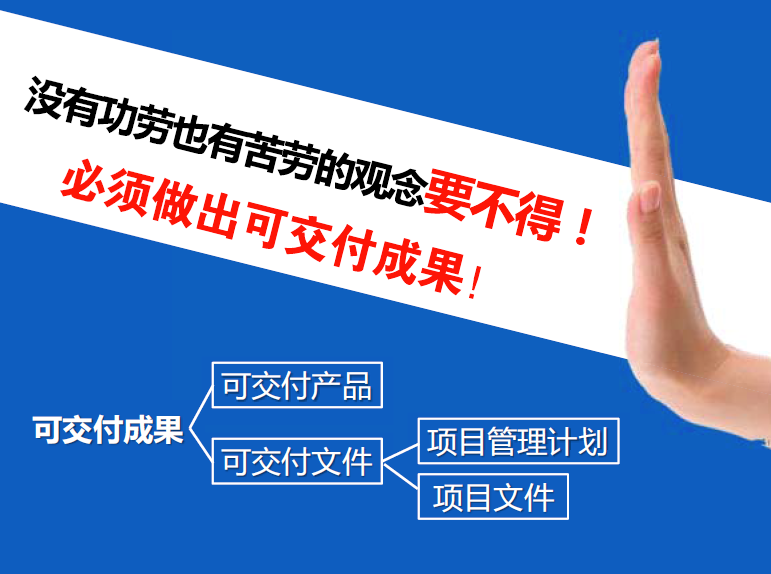 没有功劳也有苦劳的观念要不得！
必须做出可交付成果！
可交付产品
可交付成果
项目管理计划
可交付文件
项目文件